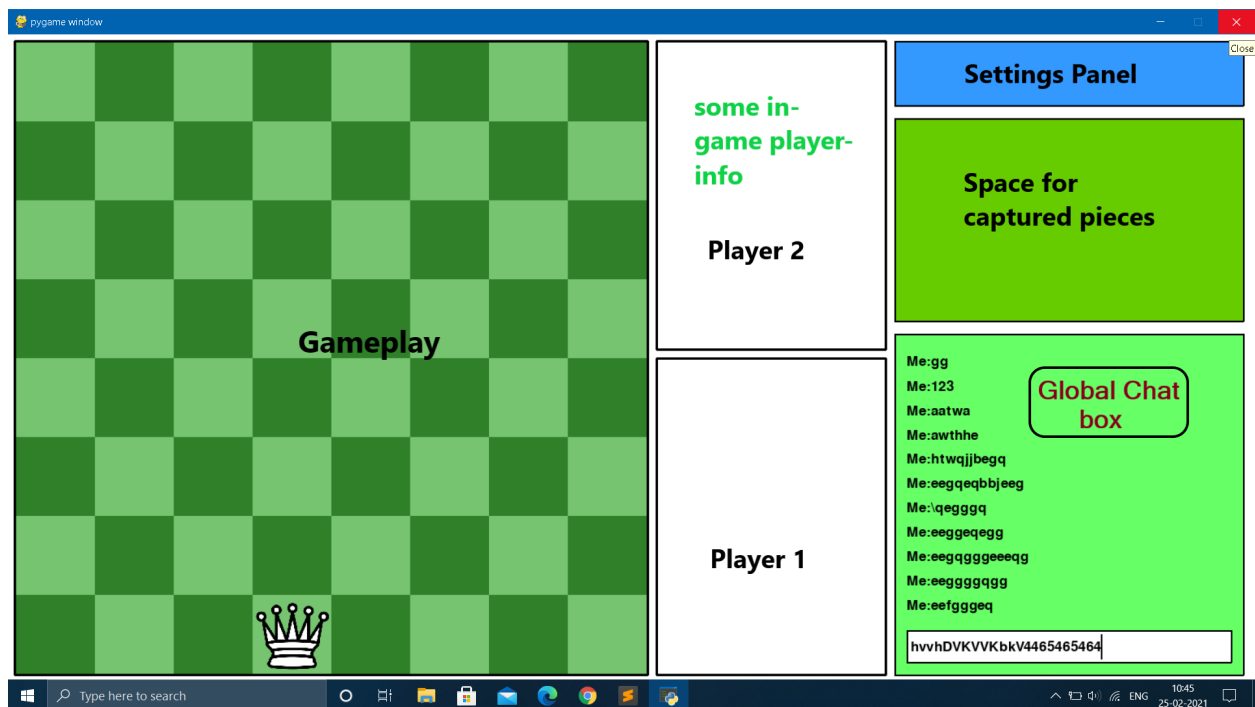 pygame window
Close
Settings Panel
some in-
game player-
info
Player 2
Space for
captured pieces
Gameplay
Player 1
Me:gg
Me:123
Me:aatwa
Me:awthhe
Me:htwqjjbegq
Me:eegqeqbbjeeg
Me:\qegggq
Me:eeggeqegg
Me:eegqgggeeeqg
Me:eeggggqgg
Me:eefgggeq
Global Chat
box
hvvhDVKVVKbkV4465465464
Type here to search
ENG
10:45
25-02-2021